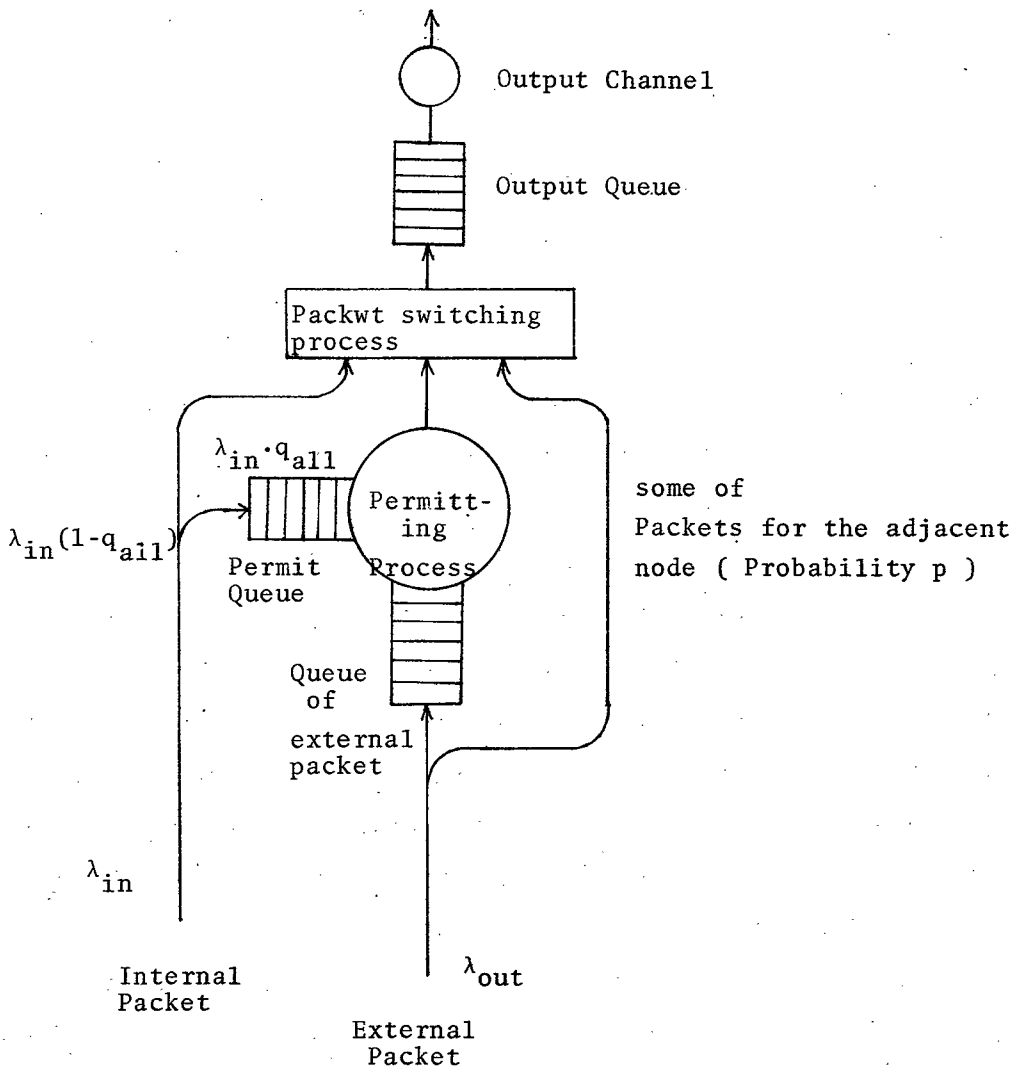 Output Channel
Output Queue
Packwt switching
process
λin·qall
Permitt-
ing
Process
λin(1-qail)
Permit
Queue
some of
Packets for the adjacent
node ( Probability p )
Queue
of
external
packet
λin
λout
Internal
Packet
External
Packet